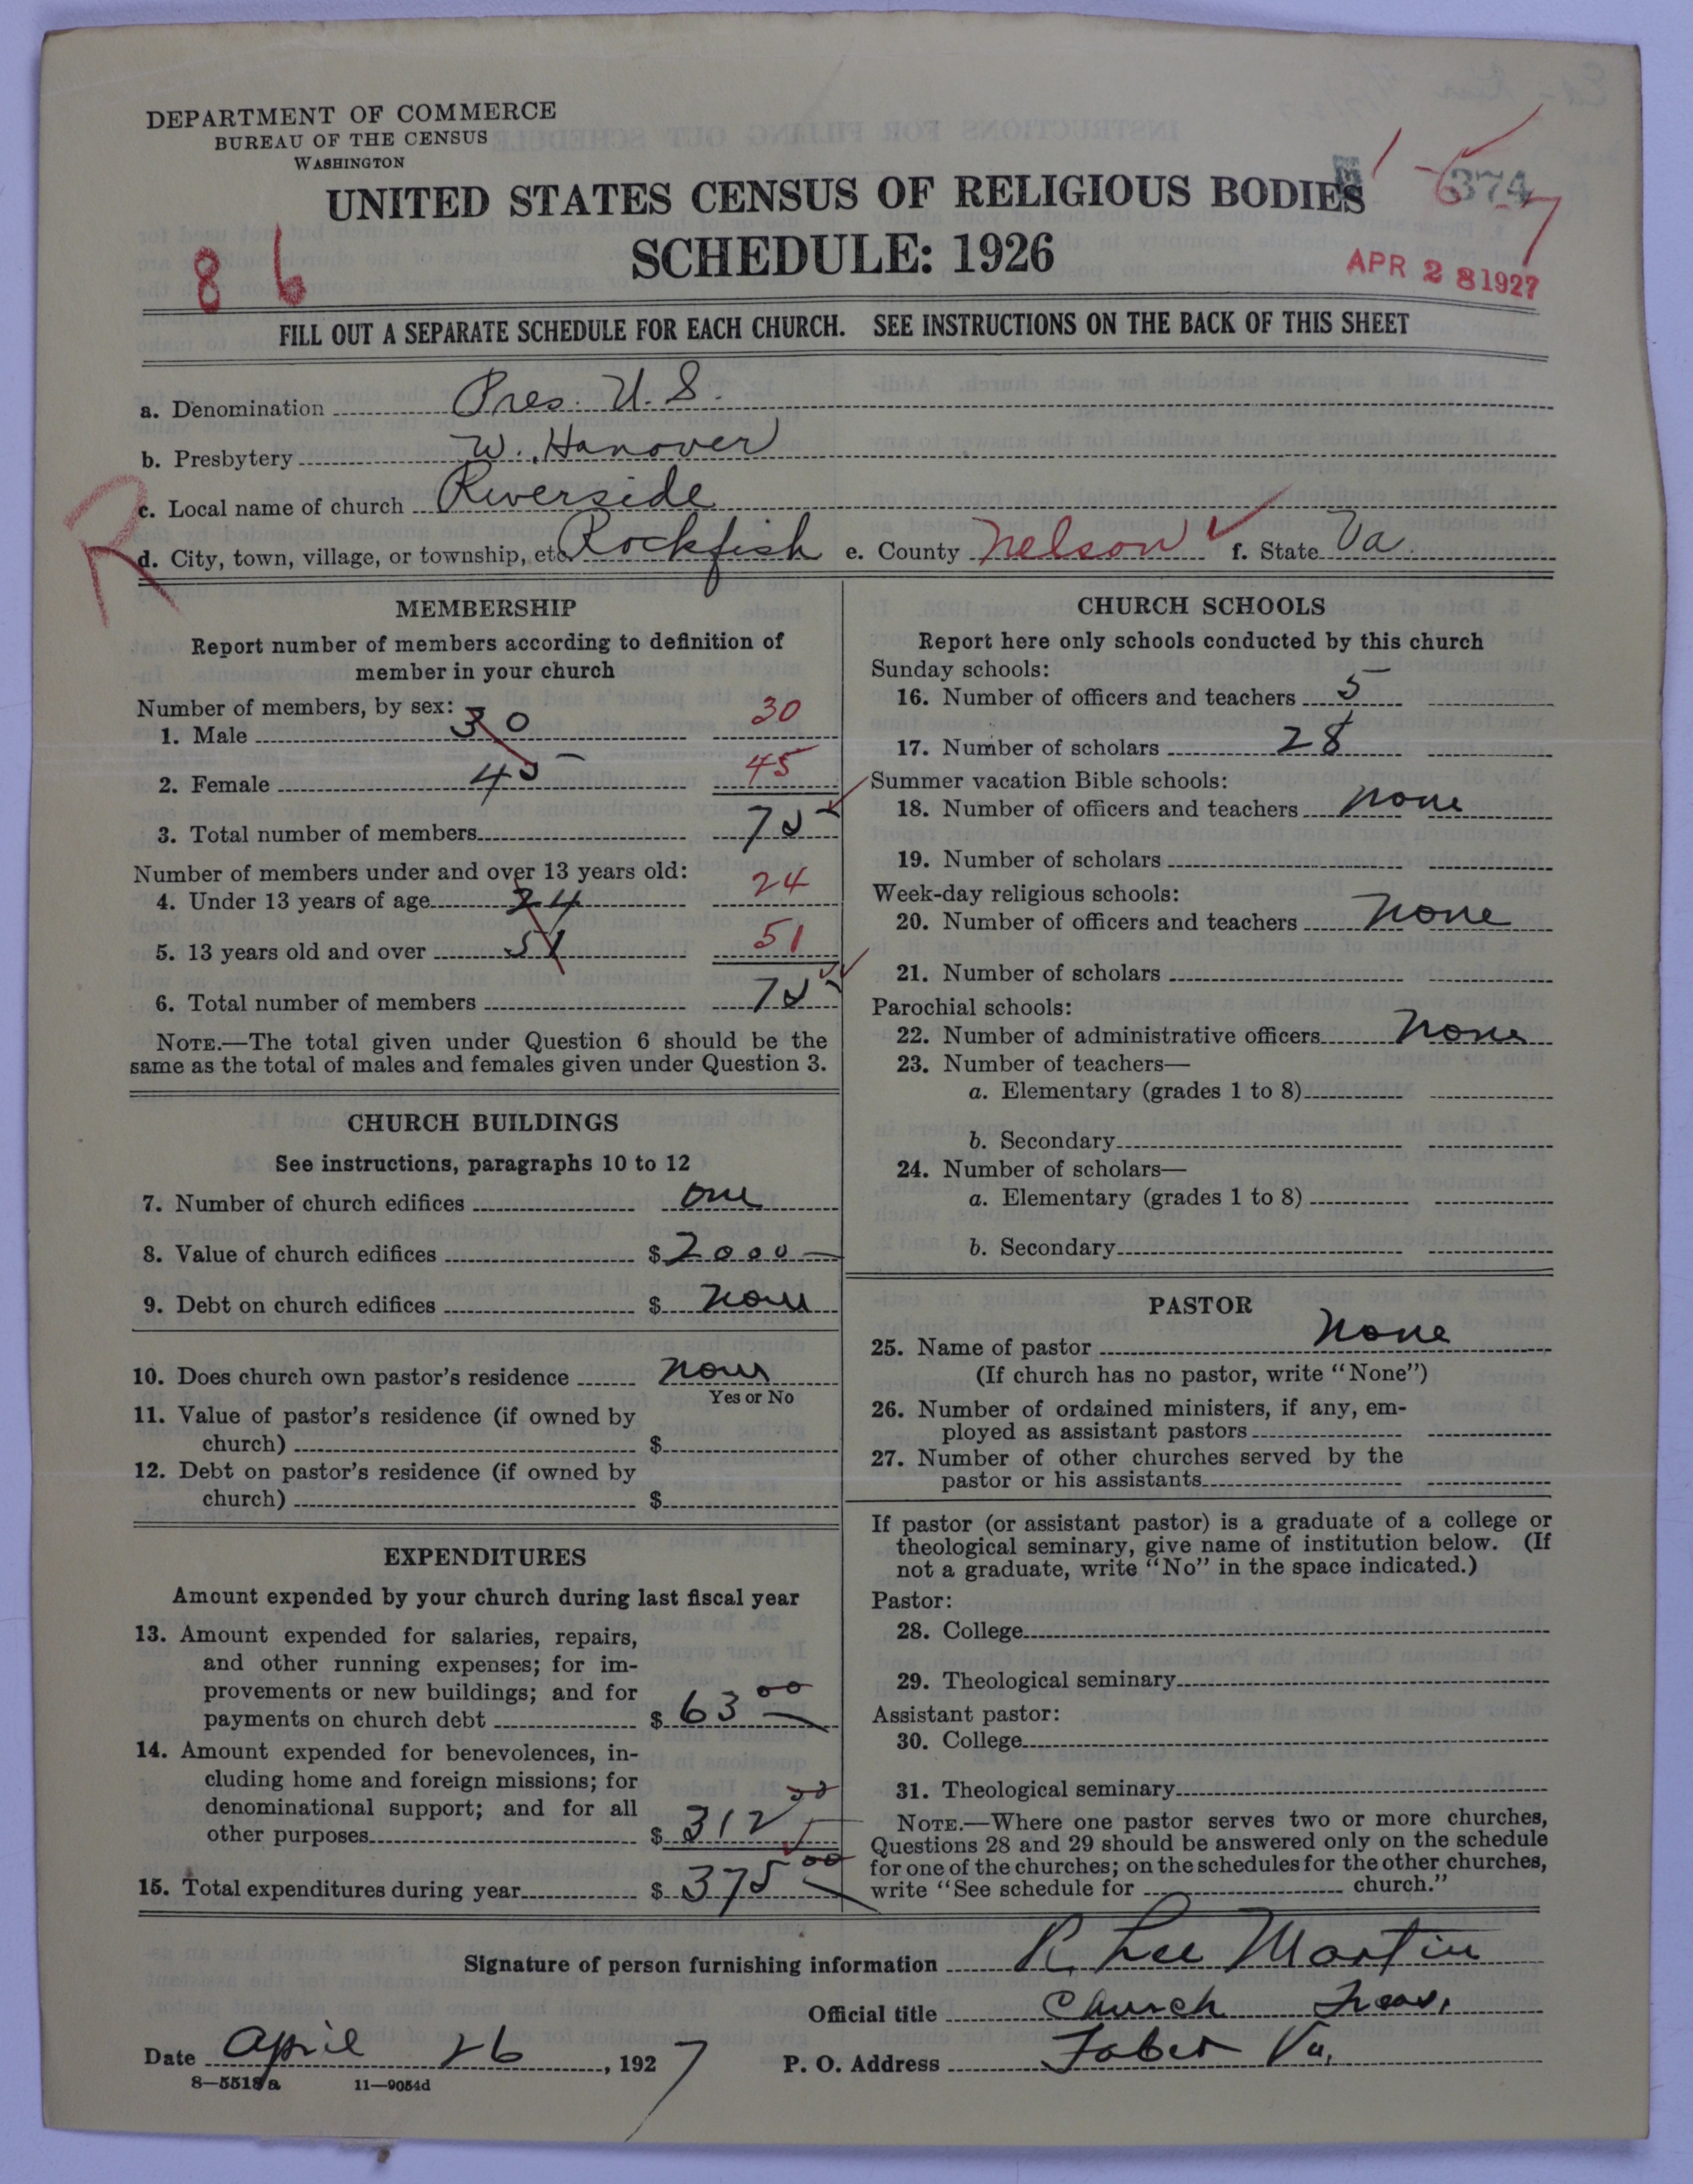 DEPARTMENT OF COMMERCE
BUREAU OF THE CENSUS
WASHINGTON
UNITED STATES CENSUS OF RELIGIOUS BODIES
SCHEDULE: 1926
374
8 6
APR 28 1927
FILL OUT A SEPARATE SCHEDULE FOR EACH CHURCH. SEE INSTRUCTIONS ON THE BACK OF THIS SHEET
a. Denomination Pres. U. S.
b. Presbytery W. Hanover
c. Local name of church Riverside
R
d. City, town, village, or township, etc. Rockfish e. County Nelson f. State Va.
MEMBERSHIP
Report number of members according to definition of
member in your church
Number of members, by sex:
1. Male 30 30
2. Female 45 45
3. Total number of members 75
Number of members under and over 13 years old:
4. Under 13 years of age 24 24
5. 13 years old and over 51 51
6. Total number of members 75
NOTE.—The total given under Question 6 should be the
same as the total of males and females given under Question 3.
CHURCH BUILDINGS
See instructions, paragraphs 10 to 12
7. Number of church edifices one
8. Value of church edifices $ 2000
9. Debt on church edifices $ none
10. Does church own pastor's residence none
Yes or No
11. Value of pastor's residence (if owned by
church) $
12. Debt on pastor's residence (if owned by
church) $
EXPENDITURES
Amount expended by your church during last fiscal year
13. Amount expended for salaries, repairs,
and other running expenses; for im-
provements or new buildings; and for
payments on church debt $ 63 00
14. Amount expended for benevolences, in-
cluding home and foreign missions; for
denominational support; and for all
other purposes $ 312 00
15. Total expenditures during year $ 375 00
CHURCH SCHOOLS
Report here only schools conducted by this church
Sunday schools:
16. Number of officers and teachers 5
17. Number of scholars 28
Summer vacation Bible schools:
18. Number of officers and teachers none
19. Number of scholars
Week-day religious schools:
20. Number of officers and teachers None
21. Number of scholars
Parochial schools:
22. Number of administrative officers None
23. Number of teachers—
a. Elementary (grades 1 to 8)
b. Secondary
24. Number of scholars—
a. Elementary (grades 1 to 8)
b. Secondary
PASTOR
25. Name of pastor None
(If church has no pastor, write "None")
26. Number of ordained ministers, if any, em-
ployed as assistant pastors
27. Number of other churches served by the
pastor or his assistants
If pastor (or assistant pastor) is a graduate of a college or
theological seminary, give name of institution below. (If
not a graduate, write "No" in the space indicated.)
Pastor:
28. College
29. Theological seminary
Assistant pastor:
30. College
31. Theological seminary
NOTE.—Where one pastor serves two or more churches,
Questions 28 and 29 should be answered only on the schedule
for one of the churches; on the schedules for the other churches,
write "See schedule for church."
Signature of person furnishing information R. Lee Martin
Official title Church Treas.
Date April 26, 1927 P. O. Address Faber Va.
8—5518a 11—9054d